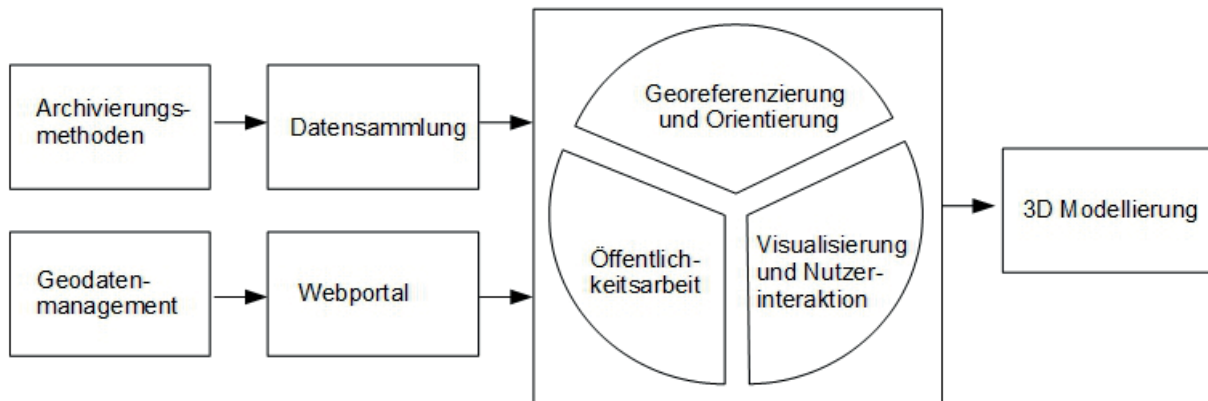 Archivierungs-
methoden
Datensammlung
Geodaten-
management
Webportal
Georeferenzierung
und Orientierung
Öffentlich-
keitsarbeit
Visualisierung
und Nutzer-
interaktion
3D Modellierung